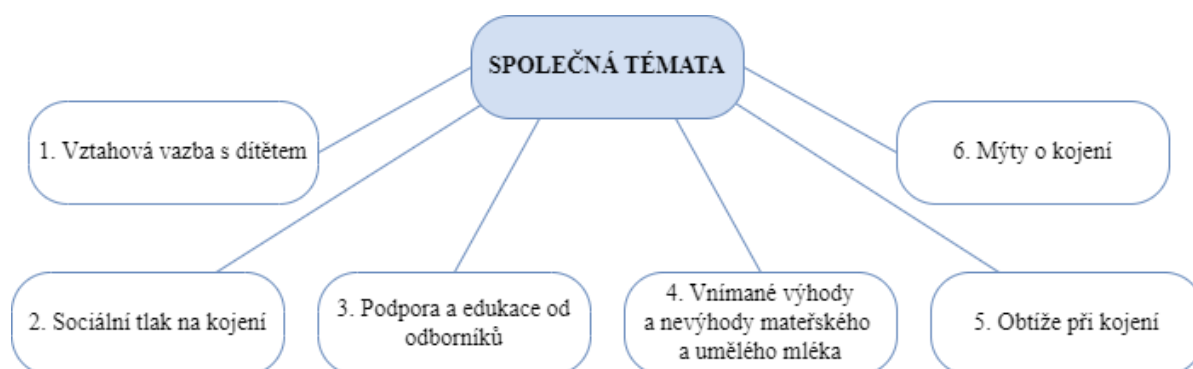 SPOLEČNÁ TÉMATA
1. Vztahová vazba s dítětem
2. Sociální tlak na kojení
3. Podpora a edukace od
odborníků
4. Vnímané výhody
a nevýhody mateřského
a umělého mléka
5. Obtíže při kojení
6. Mýty o kojení